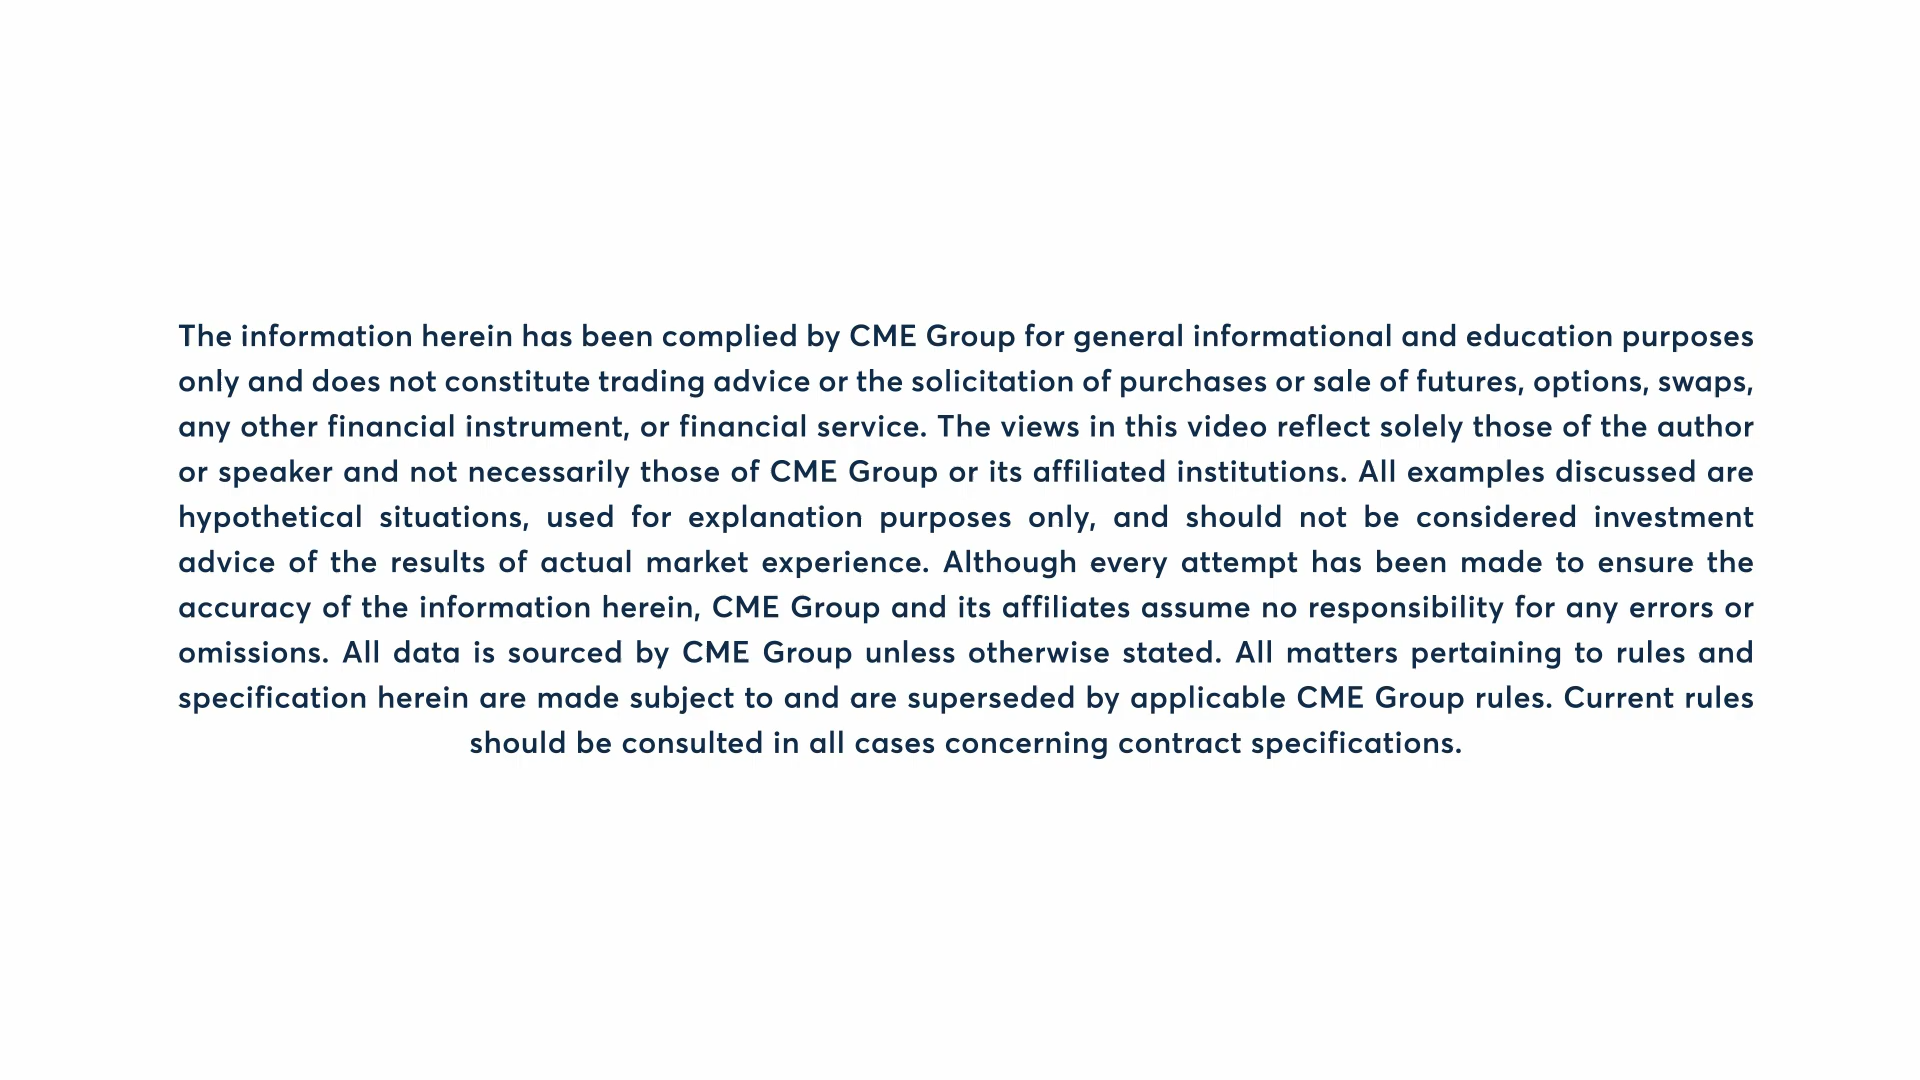 The information herein has been complied by CME Group for general informational and education purposes
only and does not constitute trading advice or the solicitation of purchases or sale of futures, options, swaps,
any other financial instrument, or financial service. The views in this video reflect solely those of the author
or speaker and not necessarily those of CME Group or its affiliated institutions. All examples discussed are
hypothetical situations, used for explanation purposes only, and should not be considered investment
advice of the results of actual market experience. Although every attempt has been made to ensure the
accuracy of the information herein, CME Group and its affiliates assume no responsibility for any errors or
omissions. All data is sourced by CME Group unless otherwise stated. All matters pertaining to rules and
specification herein are made subject to and are superseded by applicable CME Group rules. Current rules
should be consulted in all cases concerning contract specifications.